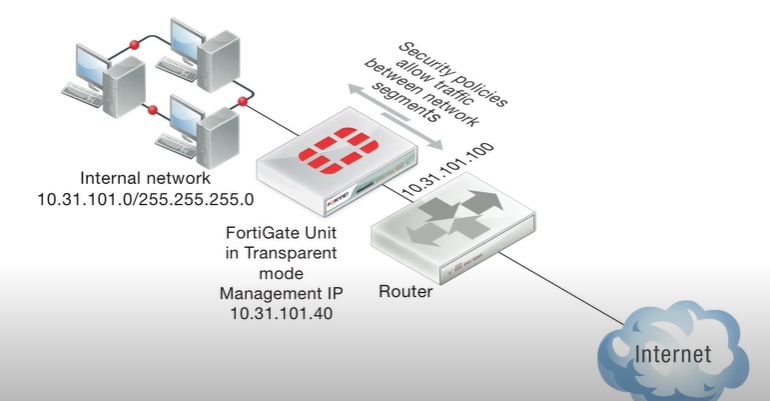 Security policies
allow traffic
between network
segments
10.31.101.100
Internal network
10.31.101.0/255.255.255.0
FortiGate Unit
in Transparent
mode
Management IP
10.31.101.40
Router
Internet